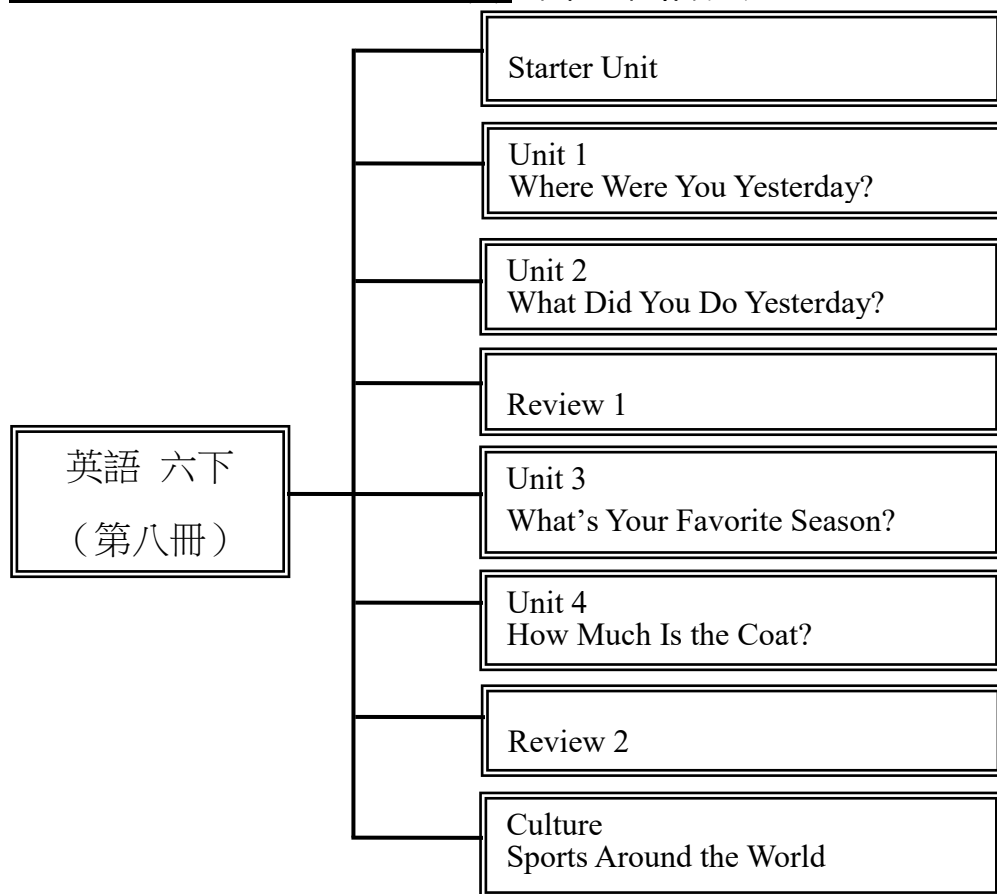 Starter Unit
Unit 1
Where Were You Yesterday?
Unit 2
What Did You Do Yesterday?
Review 1
英語 六下
（第八冊）
Unit 3
What’s Your Favorite Season?
Unit 4
How Much Is the Coat?
Review 2
Culture
Sports Around the World